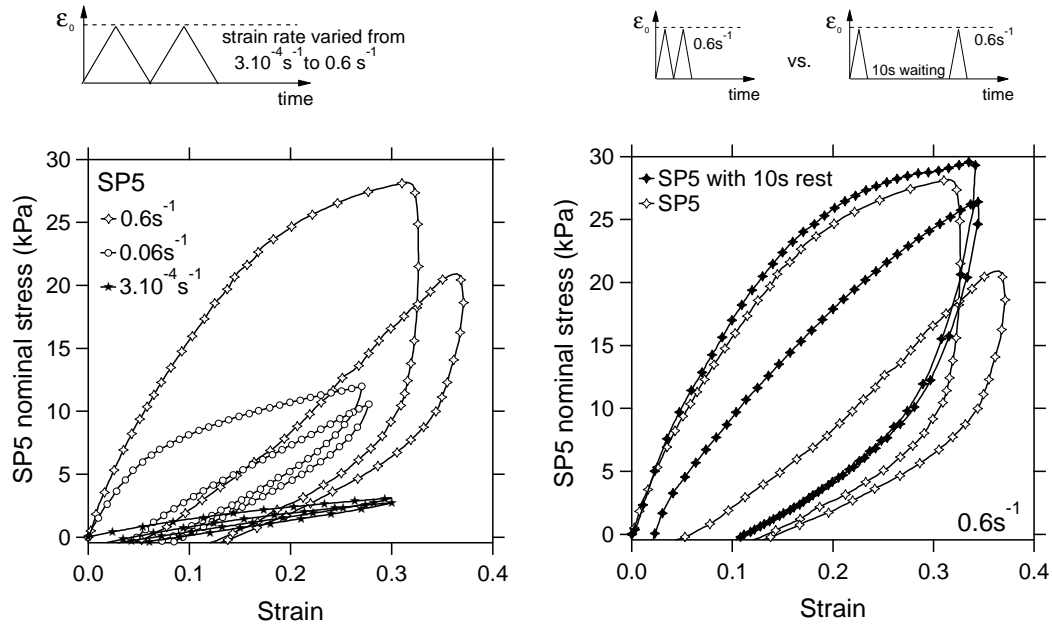 ε₀
strain rate varied from
3.10⁻⁴s⁻¹ to 0.6 s⁻¹
time
ε₀
0.6s⁻¹
time
vs.
ε₀
0.6s⁻¹
10s waiting
time
SP5 nominal stress (kPa)
30
25
20
15
10
5
0
SP5
0.6s⁻¹
0.06s⁻¹
3.10⁻⁴s⁻¹
0.0
0.1
0.2
0.3
0.4
Strain
SP5 nominal stress (kPa)
30
25
20
15
10
5
0
SP5 with 10s rest
SP5
0.6s⁻¹
0.0
0.1
0.2
0.3
0.4
Strain